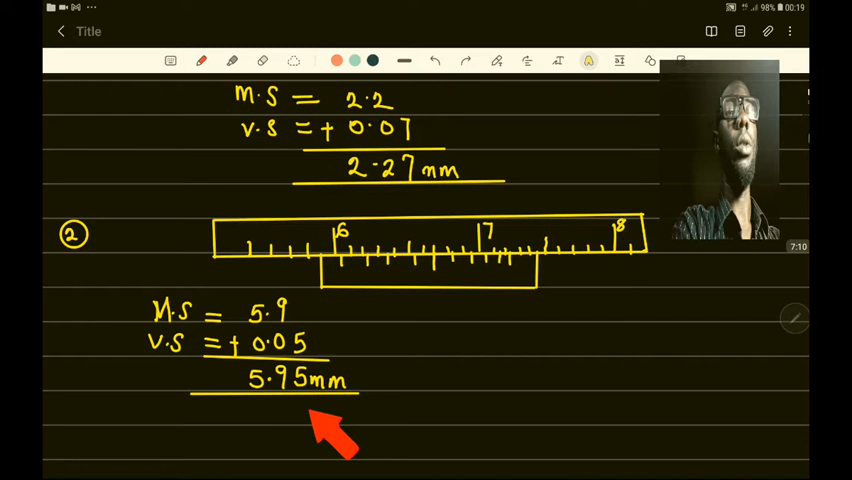 98% 00:19
Title
M.S = 2.2
V.S = + 0.07
2.27mm
2
6 7 8
7:10
M.S = 5.9
V.S = + 0.05
5.95mm